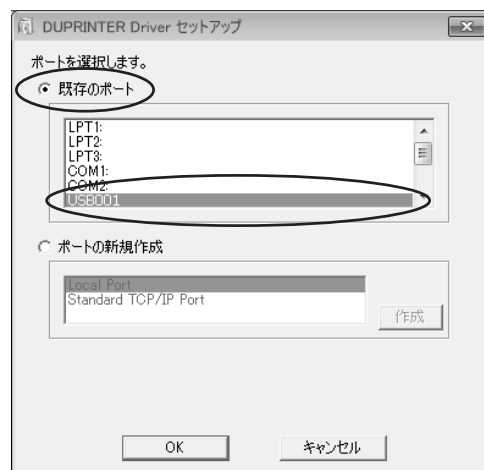 DUPRINTER Driver セットアップ
ポートを選択します。
既存のポート
LPT1:
LPT2:
LPT3:
COM1:
COM2:
USB001
ポートの新規作成
Local Port
Standard TCP/IP Port
作成
OK
キャンセル